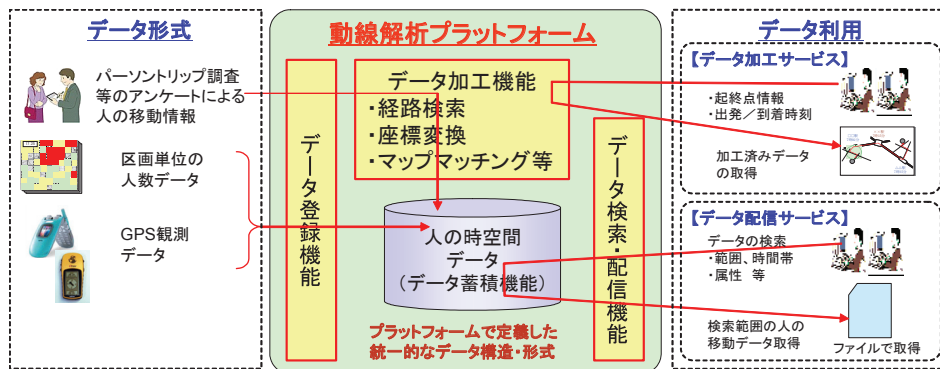 データ形式
パーソントリップ調査
等のアンケートによる
人の移動情報
区画単位の
人数データ
GPS観測
データ
動線解析プラットフォーム
データ登録機能
データ加工機能
・経路検索
・座標変換
・マップマッチング等
人の時空間
データ
(データ蓄積機能)
データ検索・配信機能
プラットフォームで定義した
統一的なデータ構造・形式
データ利用
【データ加工サービス】
・起終点情報
・出発／到着時刻
加工済みデータ
の取得
【データ配信サービス】
データの検索
・範囲、時間帯
・属性 等
検索範囲の人の
移動データ取得
ファイルで取得